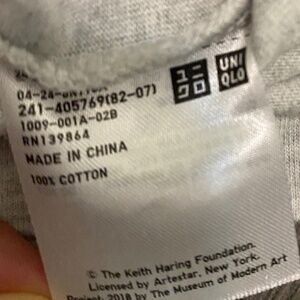 ユニ
クロ
UNI
QLO
241-405769(82-07)
1009-001A-02B
RN139864
MADE IN CHINA
100% COTTON
© The Keith Haring Foundation.
Licensed by Artestar, New York.
Project, 2018 by The Museum of Modern Art